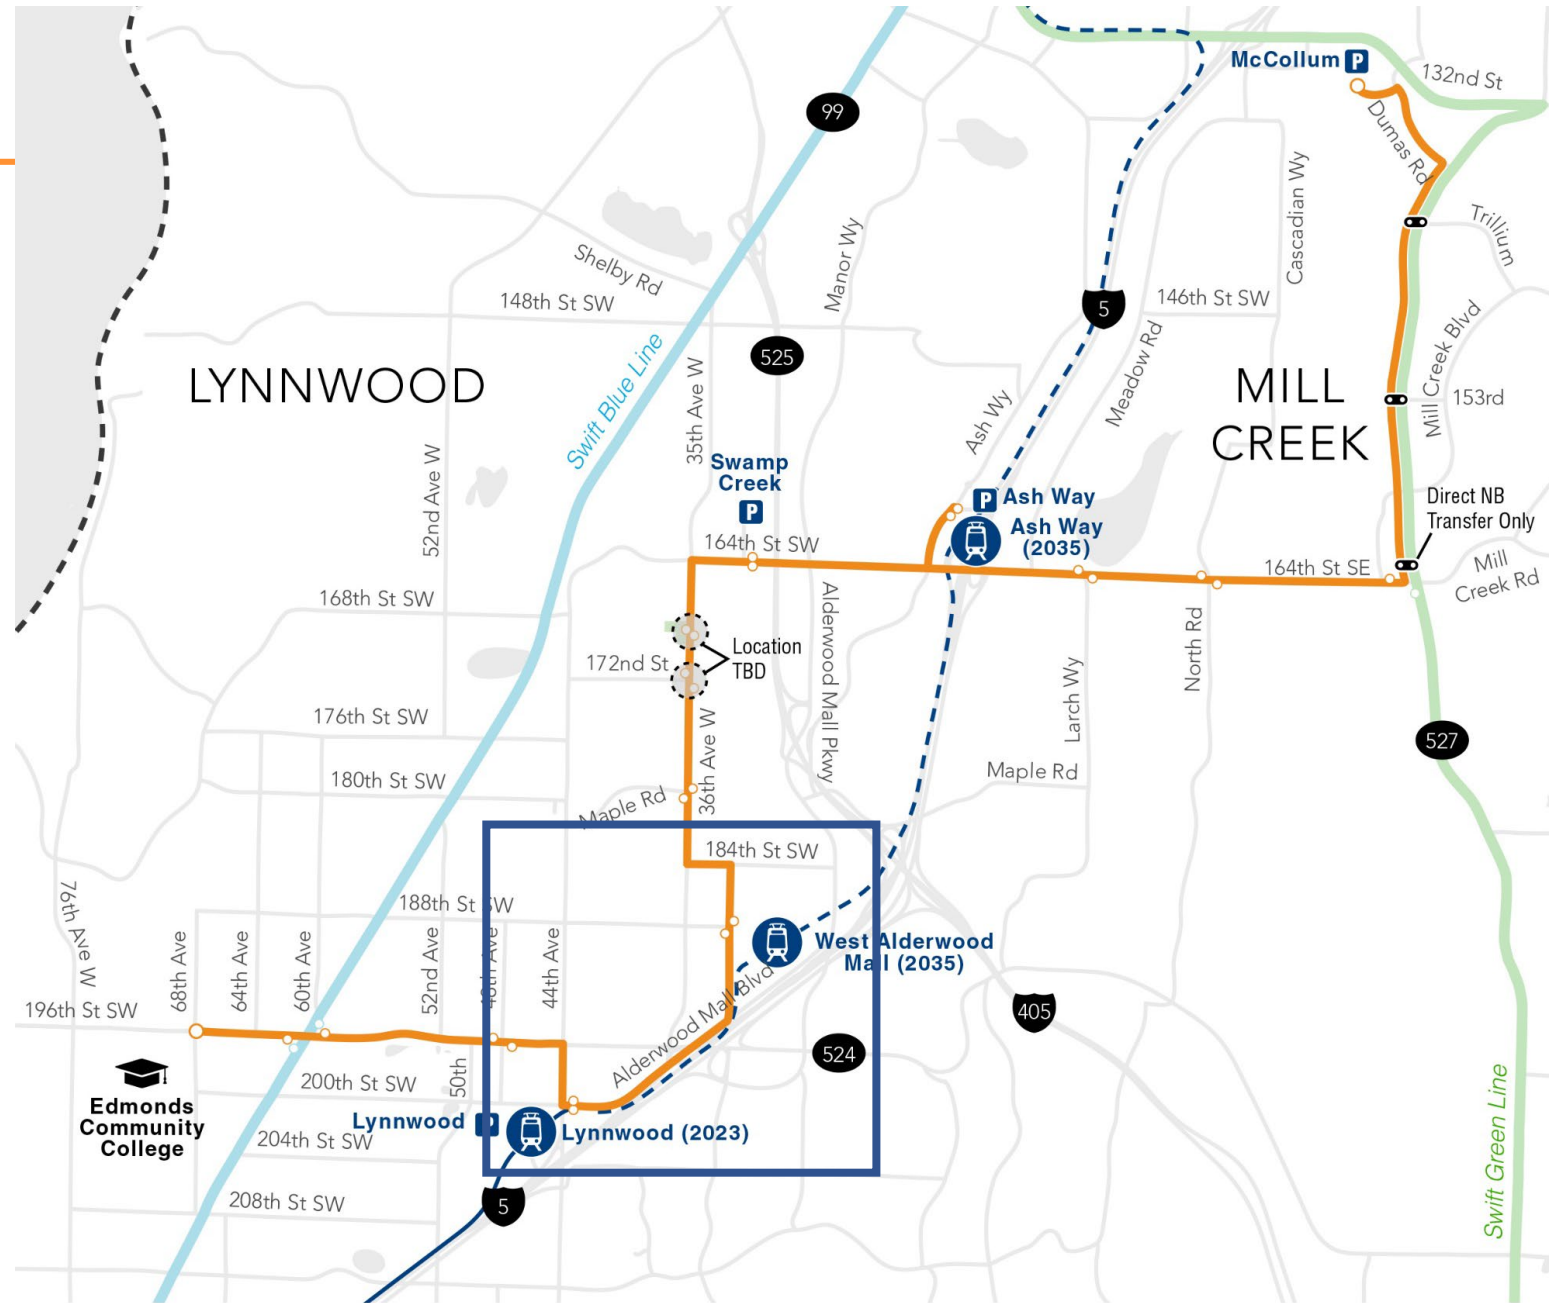 McCollum P
132nd St
Dumas Rd
99
Cascadian Wy
Trillium
Manor Wy
Shelby Rd
148th St SW
5
146th St SW
525
Meadow Rd
Mill Creek Blvd
LYNNWOOD
Swift Blue Line
35th Ave W
MILL
CREEK
153rd
Ash Wy
52nd Ave W
Swamp
Creek
P
P Ash Way
Ash Way
(2035)
Direct NB
Transfer Only
164th St SW
164th St SE
Mill
Creek Rd
168th St SW
Alderwood Mall Pkwy
North Rd
Location
TBD
172nd St
Larch Wy
176th St SW
36th Ave W
527
180th St SW
Maple Rd
Maple Rd
184th St SW
76th Ave W
188th St SW
68th Ave
64th Ave
60th Ave
52nd Ave
48th Ave
44th Ave
West Alderwood
Mall (2035)
Alderwood Mall Blvd
196th St SW
405
524
50th
200th St SW
Edmonds
Community
College
Lynnwood P
Lynnwood (2023)
204th St SW
208th St SW
5
Swift Green Line